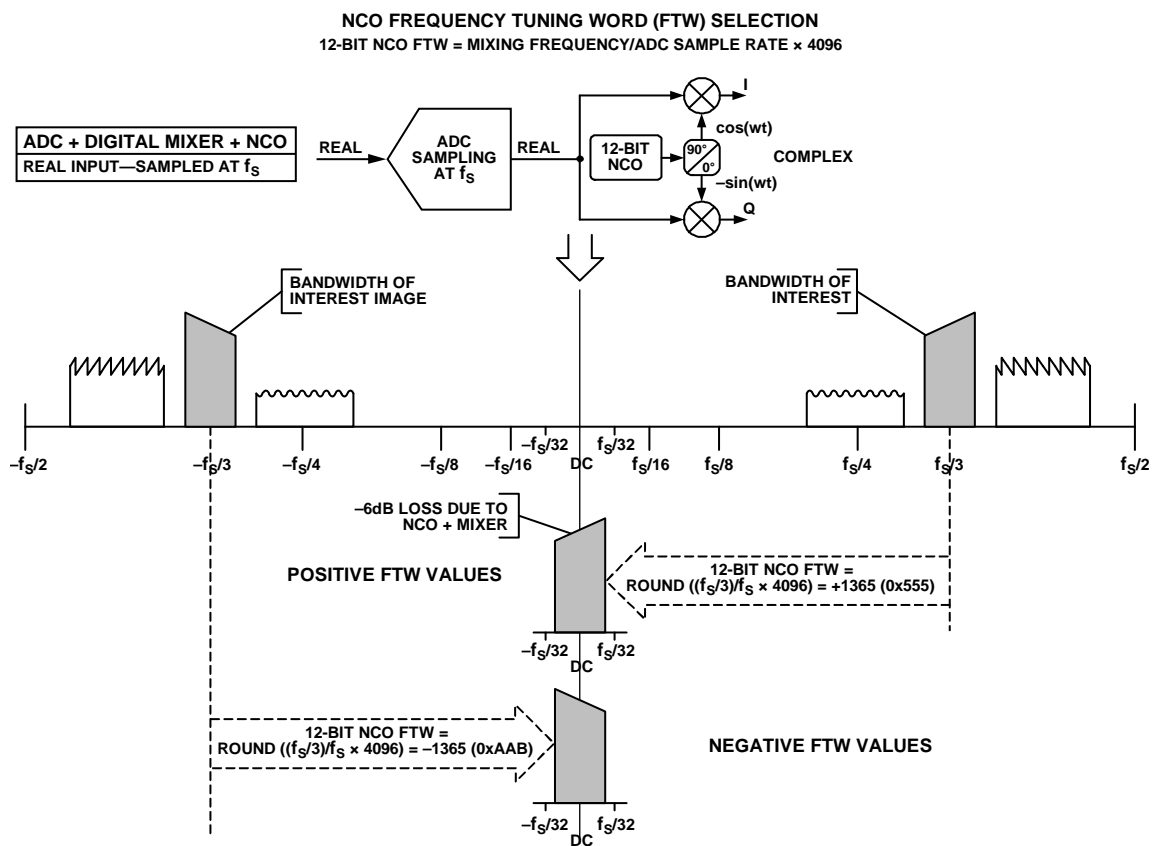 NCO FREQUENCY TUNING WORD (FTW) SELECTION
12-BIT NCO FTW = MIXING FREQUENCY/ADC SAMPLE RATE × 4096
ADC + DIGITAL MIXER + NCO
REAL INPUT—SAMPLED AT fS
REAL
ADC
SAMPLING
AT fS
REAL
12-BIT
NCO
90°
0°
I
cos(wt)
COMPLEX
–sin(wt)
Q
BANDWIDTH OF
INTEREST IMAGE
BANDWIDTH OF
INTEREST
–fS/2
–fS/3
–fS/4
–fS/8
–fS/16
–fS/32
DC
fS/32
fS/16
fS/8
fS/4
fS/3
fS/2
–6dB LOSS DUE TO
NCO + MIXER
POSITIVE FTW VALUES
12-BIT NCO FTW =
ROUND ((fS/3)/fS × 4096) = +1365 (0x555)
–fS/32
DC
fS/32
12-BIT NCO FTW =
ROUND ((fS/3)/fS × 4096) = –1365 (0xAAB)
NEGATIVE FTW VALUES
–fS/32
DC
fS/32